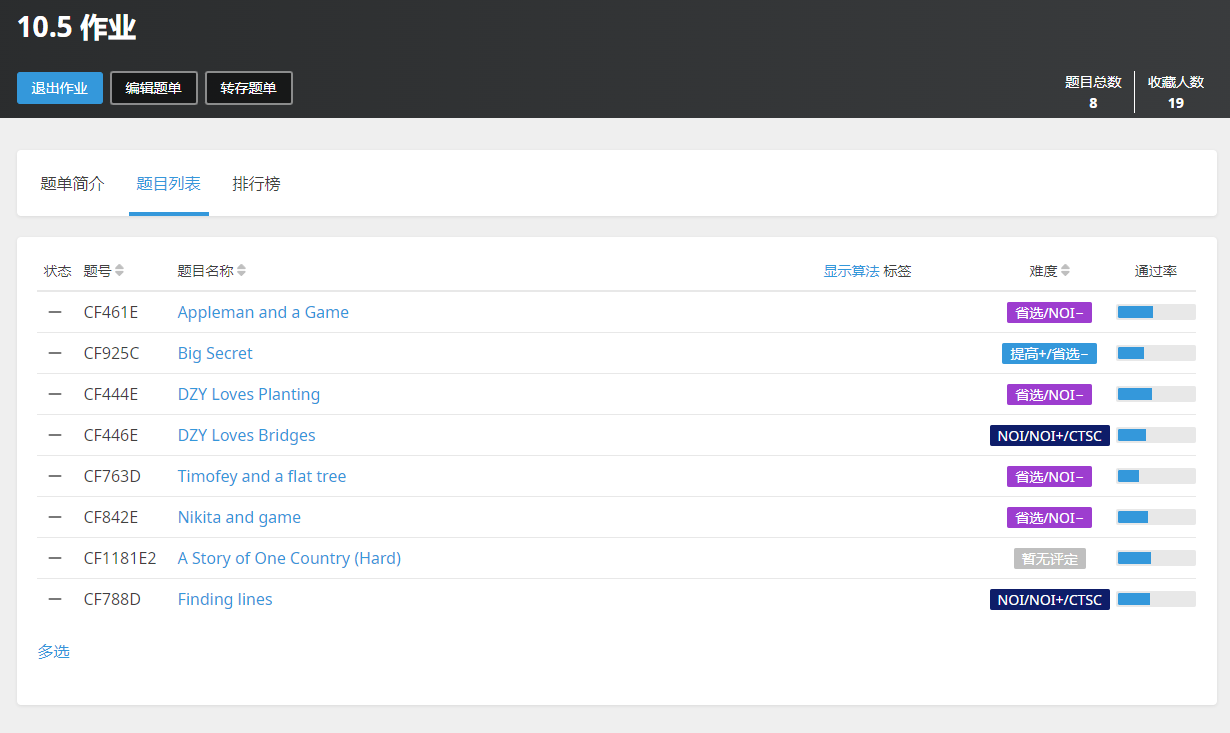 10.5 作业
退出作业 编辑题单 转存题单
题目总数 收藏人数
8 19
题单简介 题目列表 排行榜
状态 题号 题目名称 显示算法 标签 难度 通过率
— CF461E Appleman and a Game 省选/NOI−
— CF925C Big Secret 提高+/省选−
— CF444E DZY Loves Planting 省选/NOI−
— CF446E DZY Loves Bridges NOI/NOI+/CTSC
— CF763D Timofey and a flat tree 省选/NOI−
— CF842E Nikita and game 省选/NOI−
— CF1181E2 A Story of One Country (Hard) 暂无评定
— CF788D Finding lines NOI/NOI+/CTSC
多选